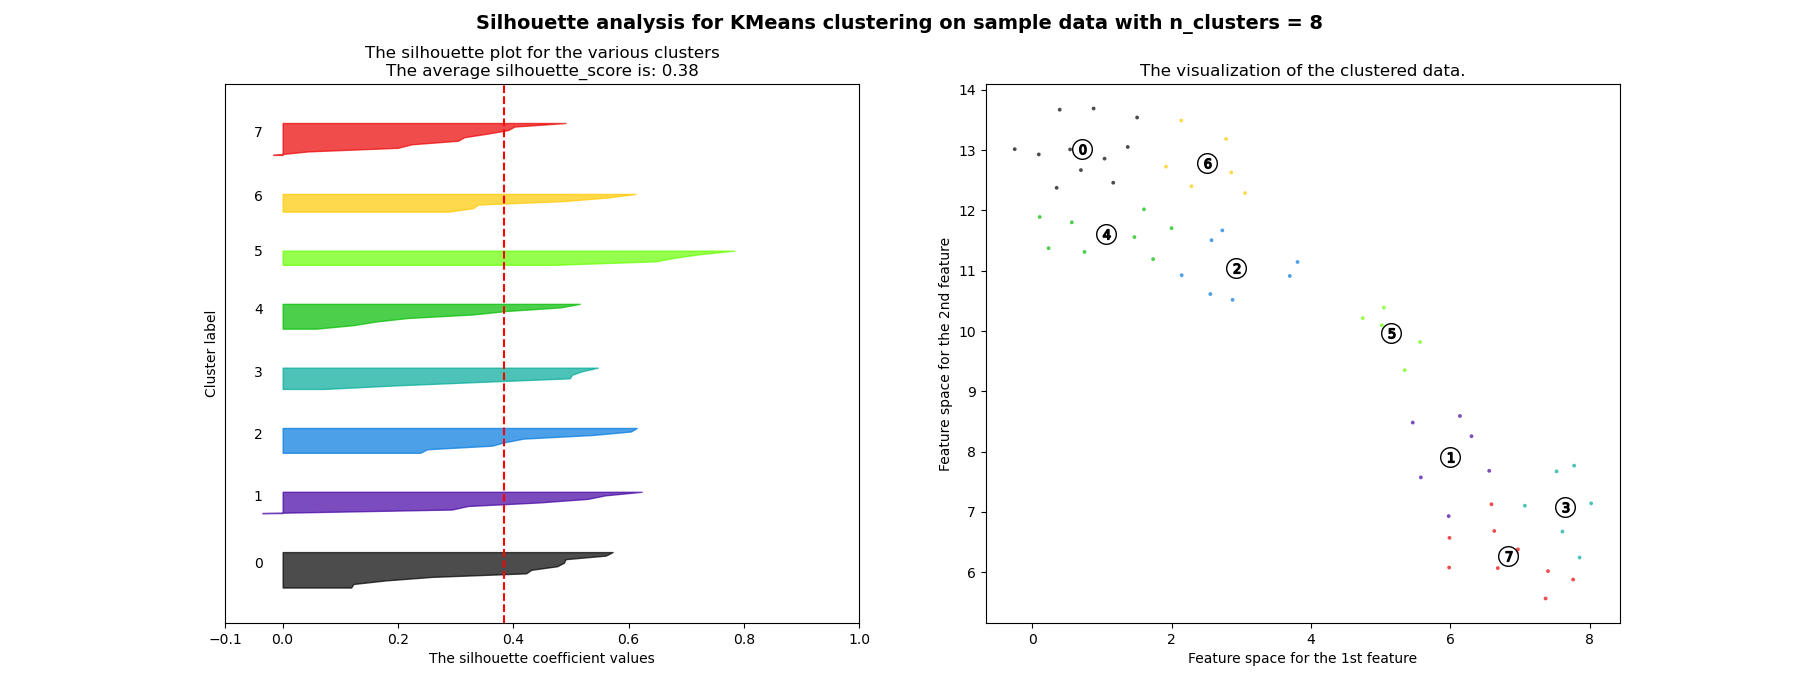 Silhouette analysis for KMeans clustering on sample data with n_clusters = 8
The silhouette plot for the various clusters
The average silhouette_score is: 0.38
7
6
5
4
3
2
1
0
Cluster label
−0.1 0.0 0.2 0.4 0.6 0.8 1.0
The silhouette coefficient values
The visualization of the clustered data.
14
13
12
11
10
9
8
7
6
Feature space for the 2nd feature
0
6
4
2
5
1
3
7
0 2 4 6 8
Feature space for the 1st feature